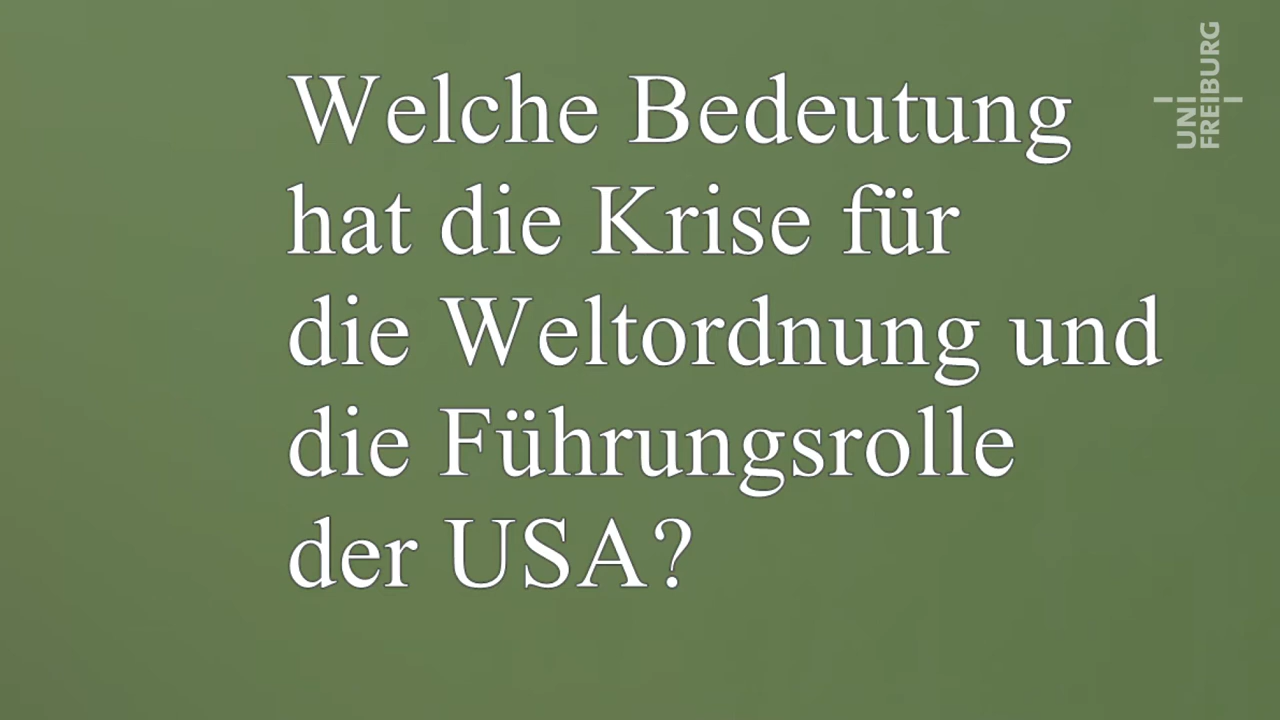 Welche Bedeutung
hat die Krise für
die Weltordnung und
die Führungsrolle
der USA?
UNI
FREIBURG